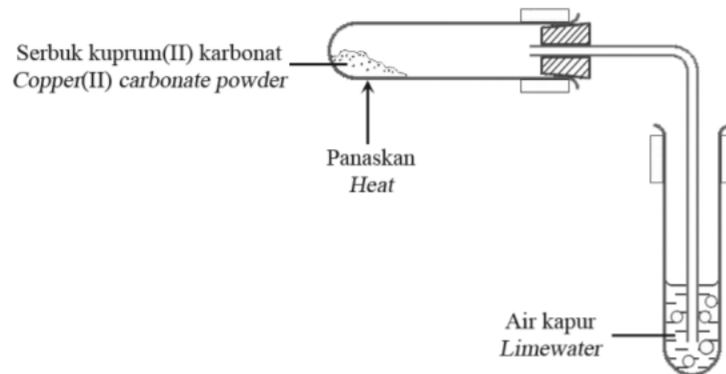 Serbuk kuprum(II) karbonat
Copper(II) carbonate powder
Panaskan
Heat
Air kapur
Limewater